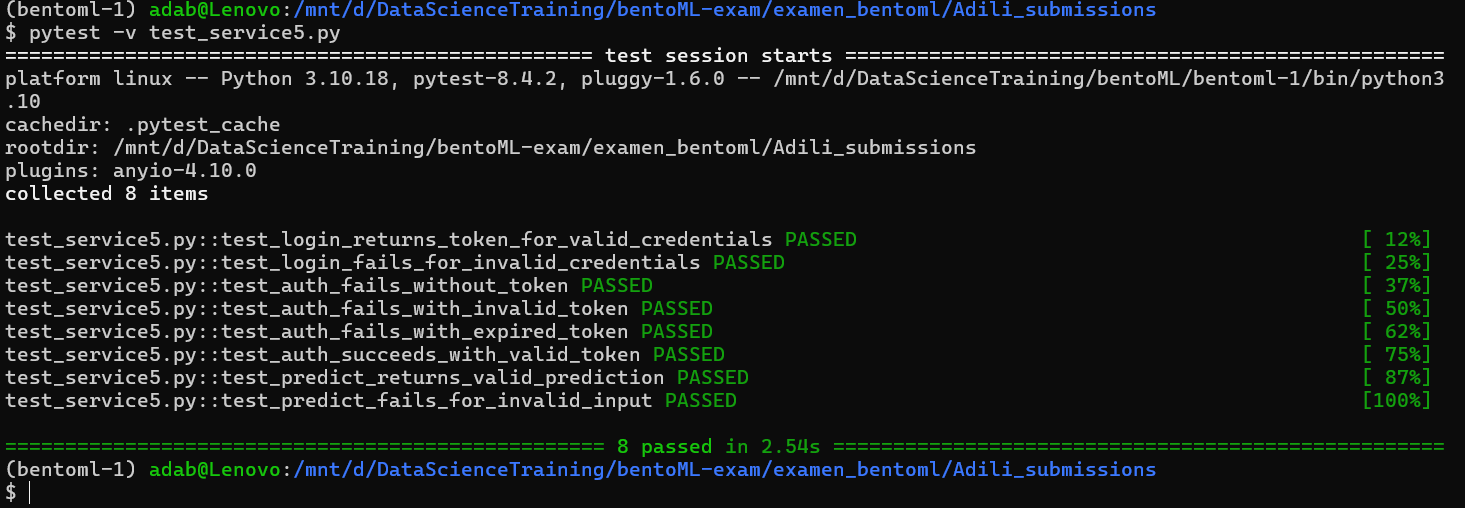 (bentoml-1) adab@Lenovo:/mnt/d/DataScienceTraining/bentoML-exam/examen_bentoml/Adili_submissions
$ pytest -v test_service5.py
================================================= test session starts ==================================================
platform linux -- Python 3.10.18, pytest-8.4.2, pluggy-1.6.0 -- /mnt/d/DataScienceTraining/bentoML/bentoml-1/bin/python3
.10
cachedir: .pytest_cache
rootdir: /mnt/d/DataScienceTraining/bentoML-exam/examen_bentoml/Adili_submissions
plugins: anyio-4.10.0
collected 8 items
test_service5.py::test_login_returns_token_for_valid_credentials PASSED [ 12%]
test_service5.py::test_login_fails_for_invalid_credentials PASSED [ 25%]
test_service5.py::test_auth_fails_without_token PASSED [ 37%]
test_service5.py::test_auth_fails_with_invalid_token PASSED [ 50%]
test_service5.py::test_auth_fails_with_expired_token PASSED [ 62%]
test_service5.py::test_auth_succeeds_with_valid_token PASSED [ 75%]
test_service5.py::test_predict_returns_valid_prediction PASSED [ 87%]
test_service5.py::test_predict_fails_for_invalid_input PASSED [100%]
================================================== 8 passed in 2.54s ===================================================
(bentoml-1) adab@Lenovo:/mnt/d/DataScienceTraining/bentoML-exam/examen_bentoml/Adili_submissions
$